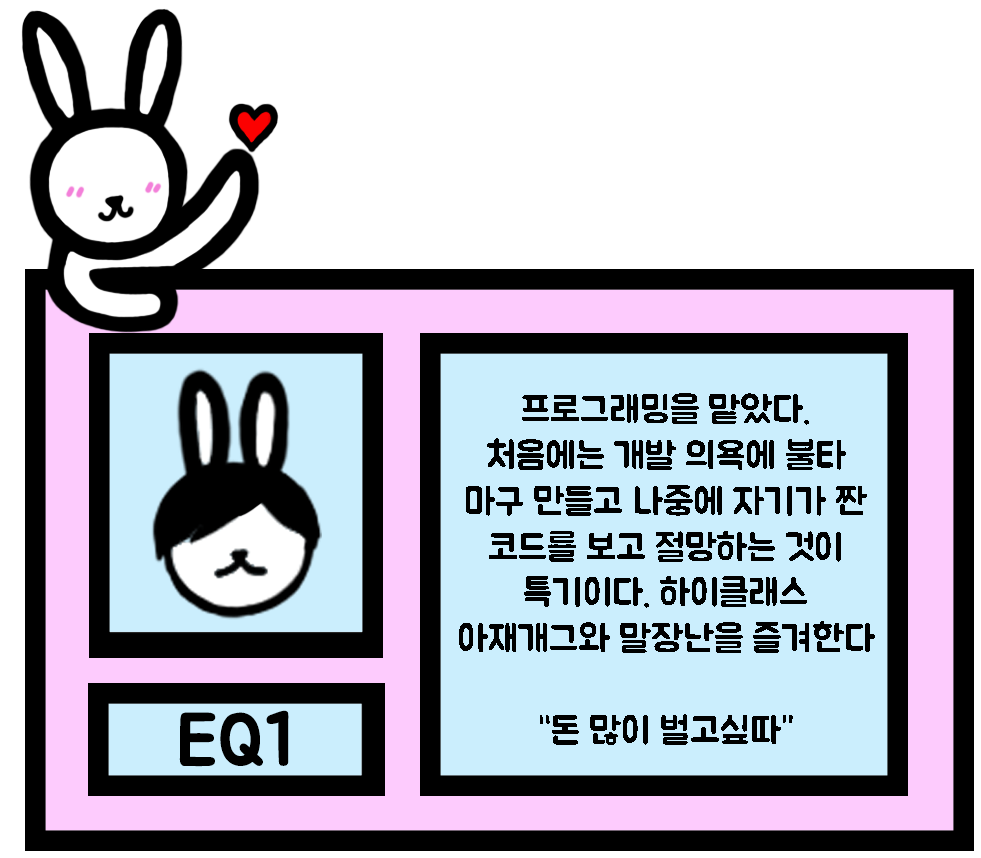 프로그래밍을 맡았다.
처음에는 개발 의욕에 불타
마구 만들고 나중에 자기가 짠
코드를 보고 절망하는 것이
특기이다. 하이클래스
아재개그와 말장난을 즐겨한다
"돈 많이 벌고싶따"
EQ1